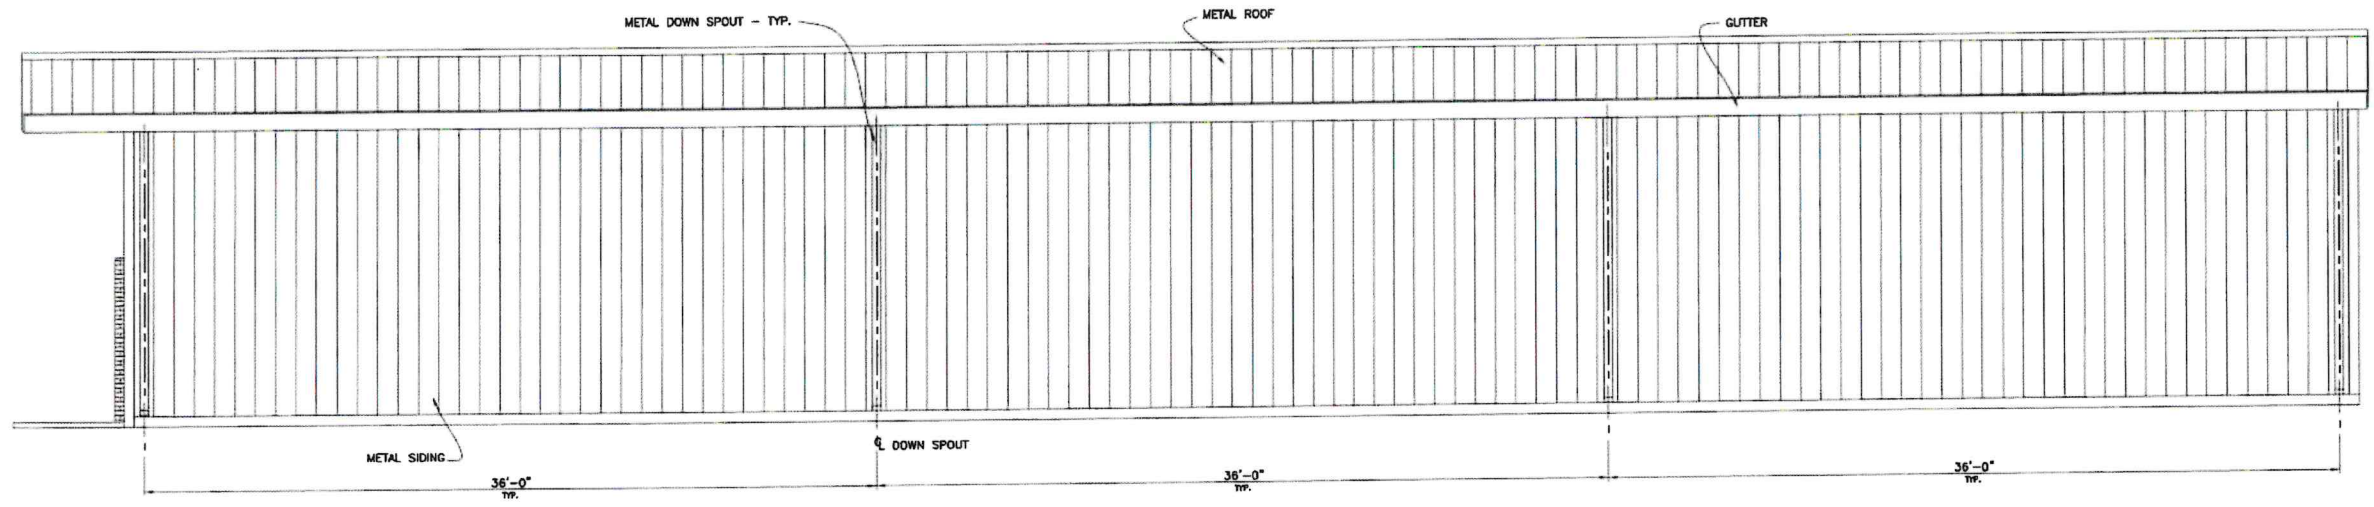 METAL DOWN SPOUT - TYP.
METAL ROOF
GUTTER
METAL SIDING
℄ DOWN SPOUT
36'-0"
TYP.
36'-0"
TYP.
36'-0"
TYP.